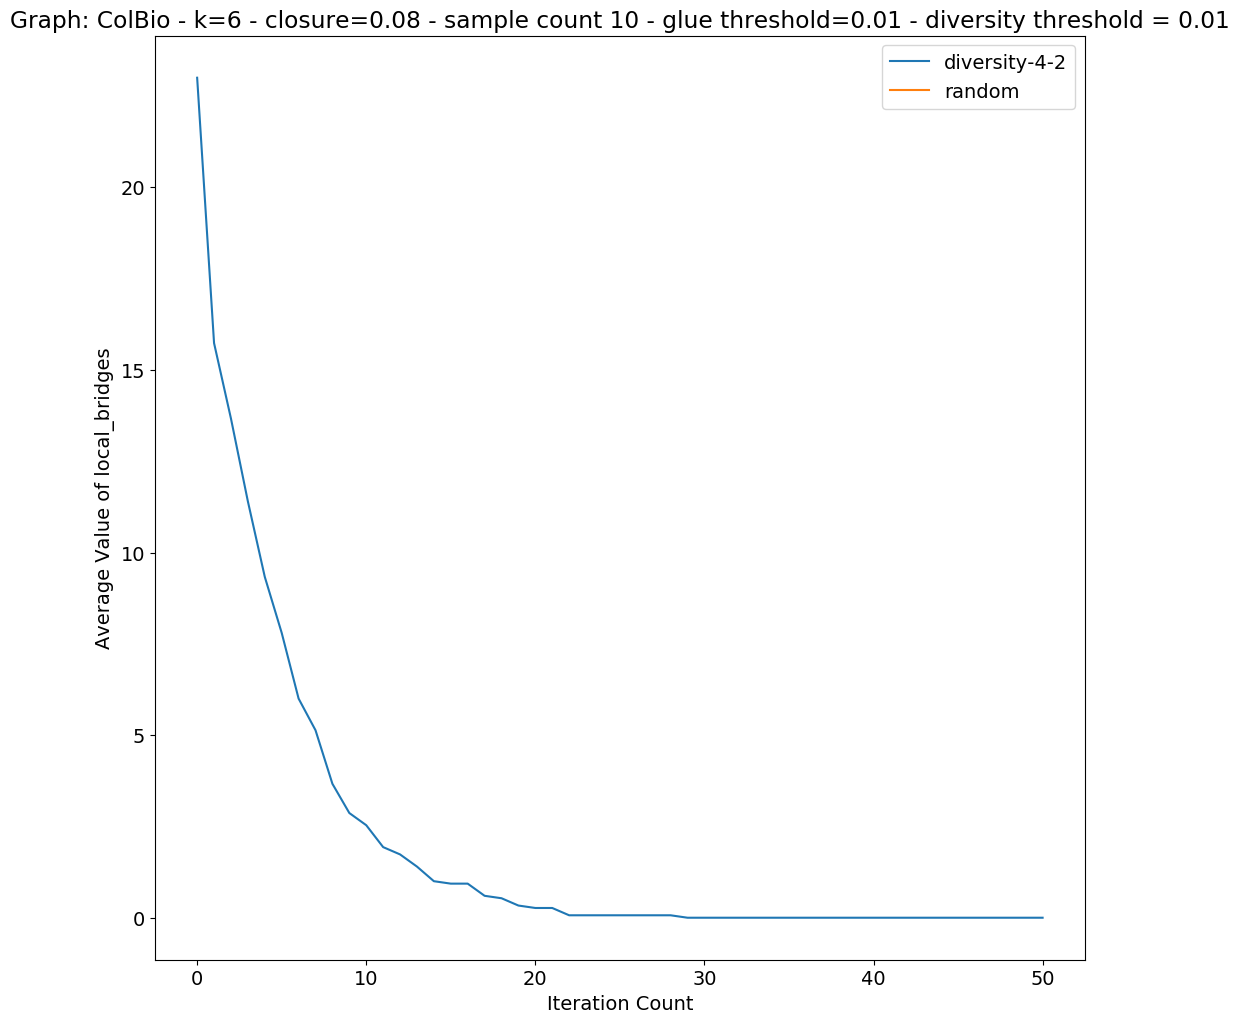 Graph: ColBio - k=6 - closure=0.08 - sample count 10 - glue threshold=0.01 - diversity threshold = 0.01
diversity-4-2
random
20
15
10
5
0
Average Value of local_bridges
0 10 20 30 40 50
Iteration Count